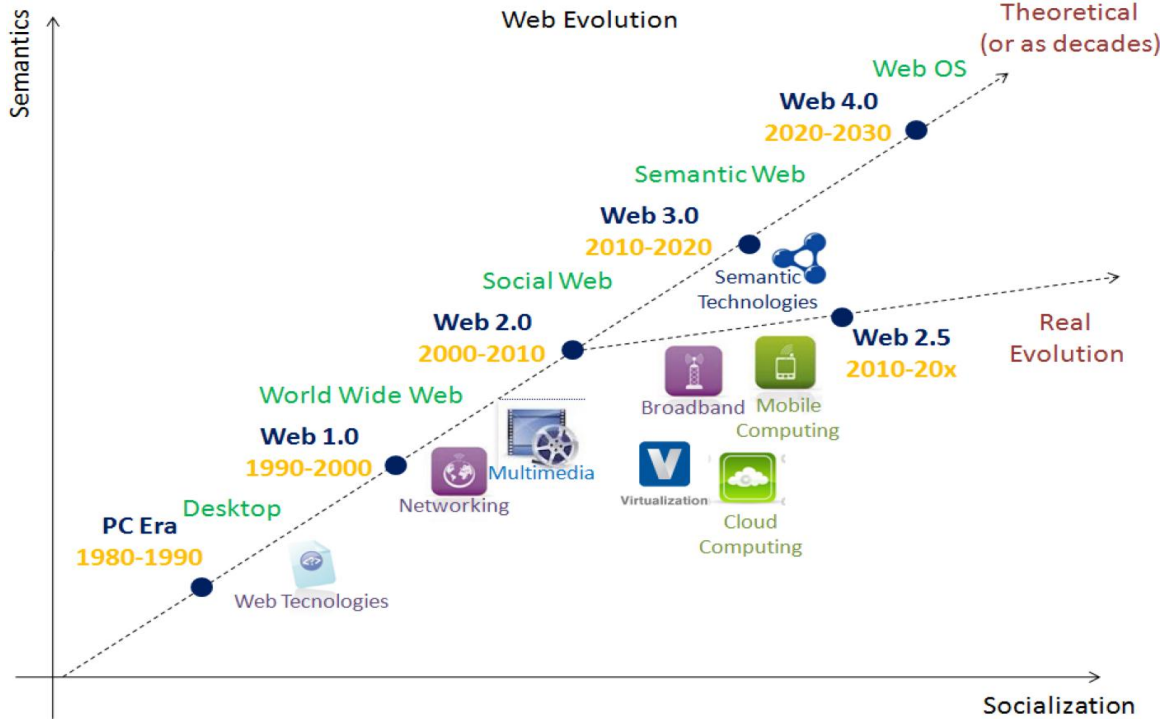 Web Evolution
Theoretical
(or as decades)
Semantics
Web OS
Web 4.0
2020-2030
Semantic Web
Web 3.0
2010-2020
Semantic
Technologies
Social Web
Web 2.0
2000-2010
Real
Evolution
Web 2.5
2010-20x
Broadband
Mobile
Computing
World Wide Web
Web 1.0
1990-2000
Multimedia
Networking
V
Virtualization
Cloud
Computing
Desktop
PC Era
1980-1990
Web Tecnologies
Socialization